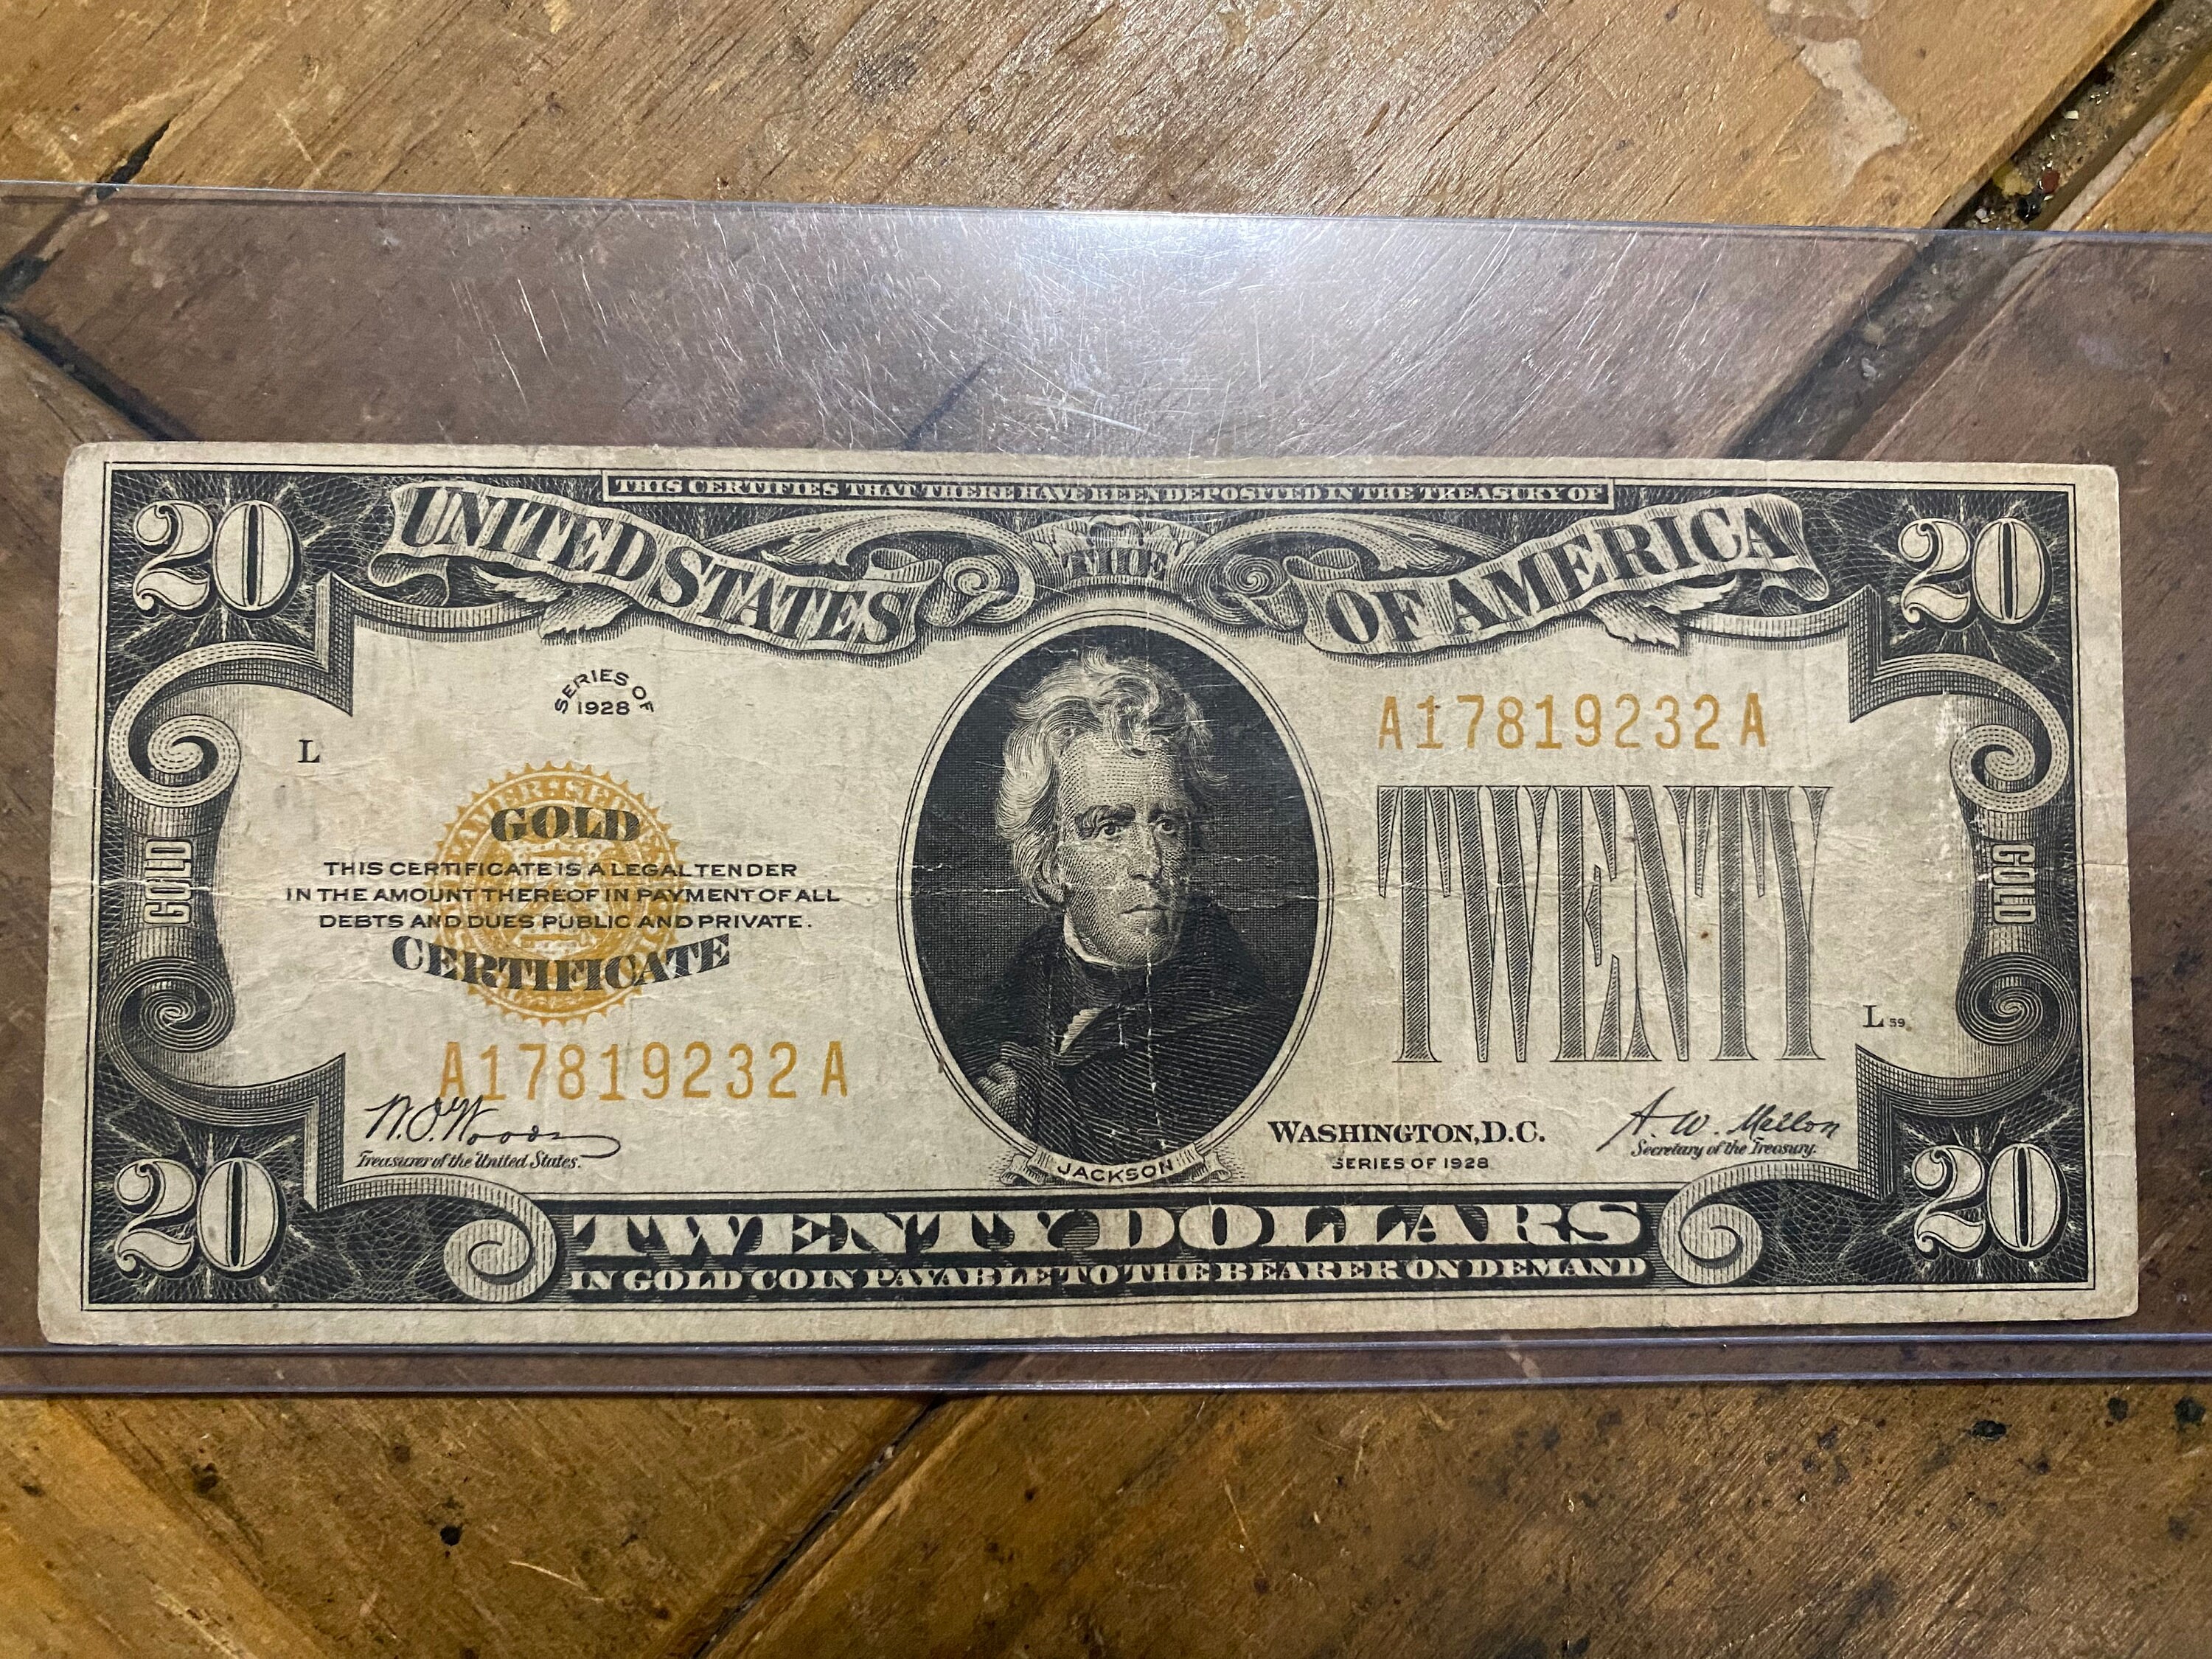 THIS CERTIFIES THAT THERE HAVE BEEN DEPOSITED IN THE TREASURY OF
20 UNITED STATES THE OF AMERICA 20
SERIES OF
1928
A17819232A
L
GOLD
TWENTY
THIS CERTIFICATE IS A LEGAL TENDER
IN THE AMOUNT THEREOF IN PAYMENT OF ALL
DEBTS AND DUES PUBLIC AND PRIVATE.
GOLD
GOLD
CERTIFICATE
L 59
A17819232A
W.O. Woods
A. W. Mellon
Treasurer of the United States.
WASHINGTON, D.C.
Secretary of the Treasury.
JACKSON
SERIES OF 1928
20 TWENTY DOLLARS 20
IN GOLD COIN PAYABLE TO THE BEARER ON DEMAND